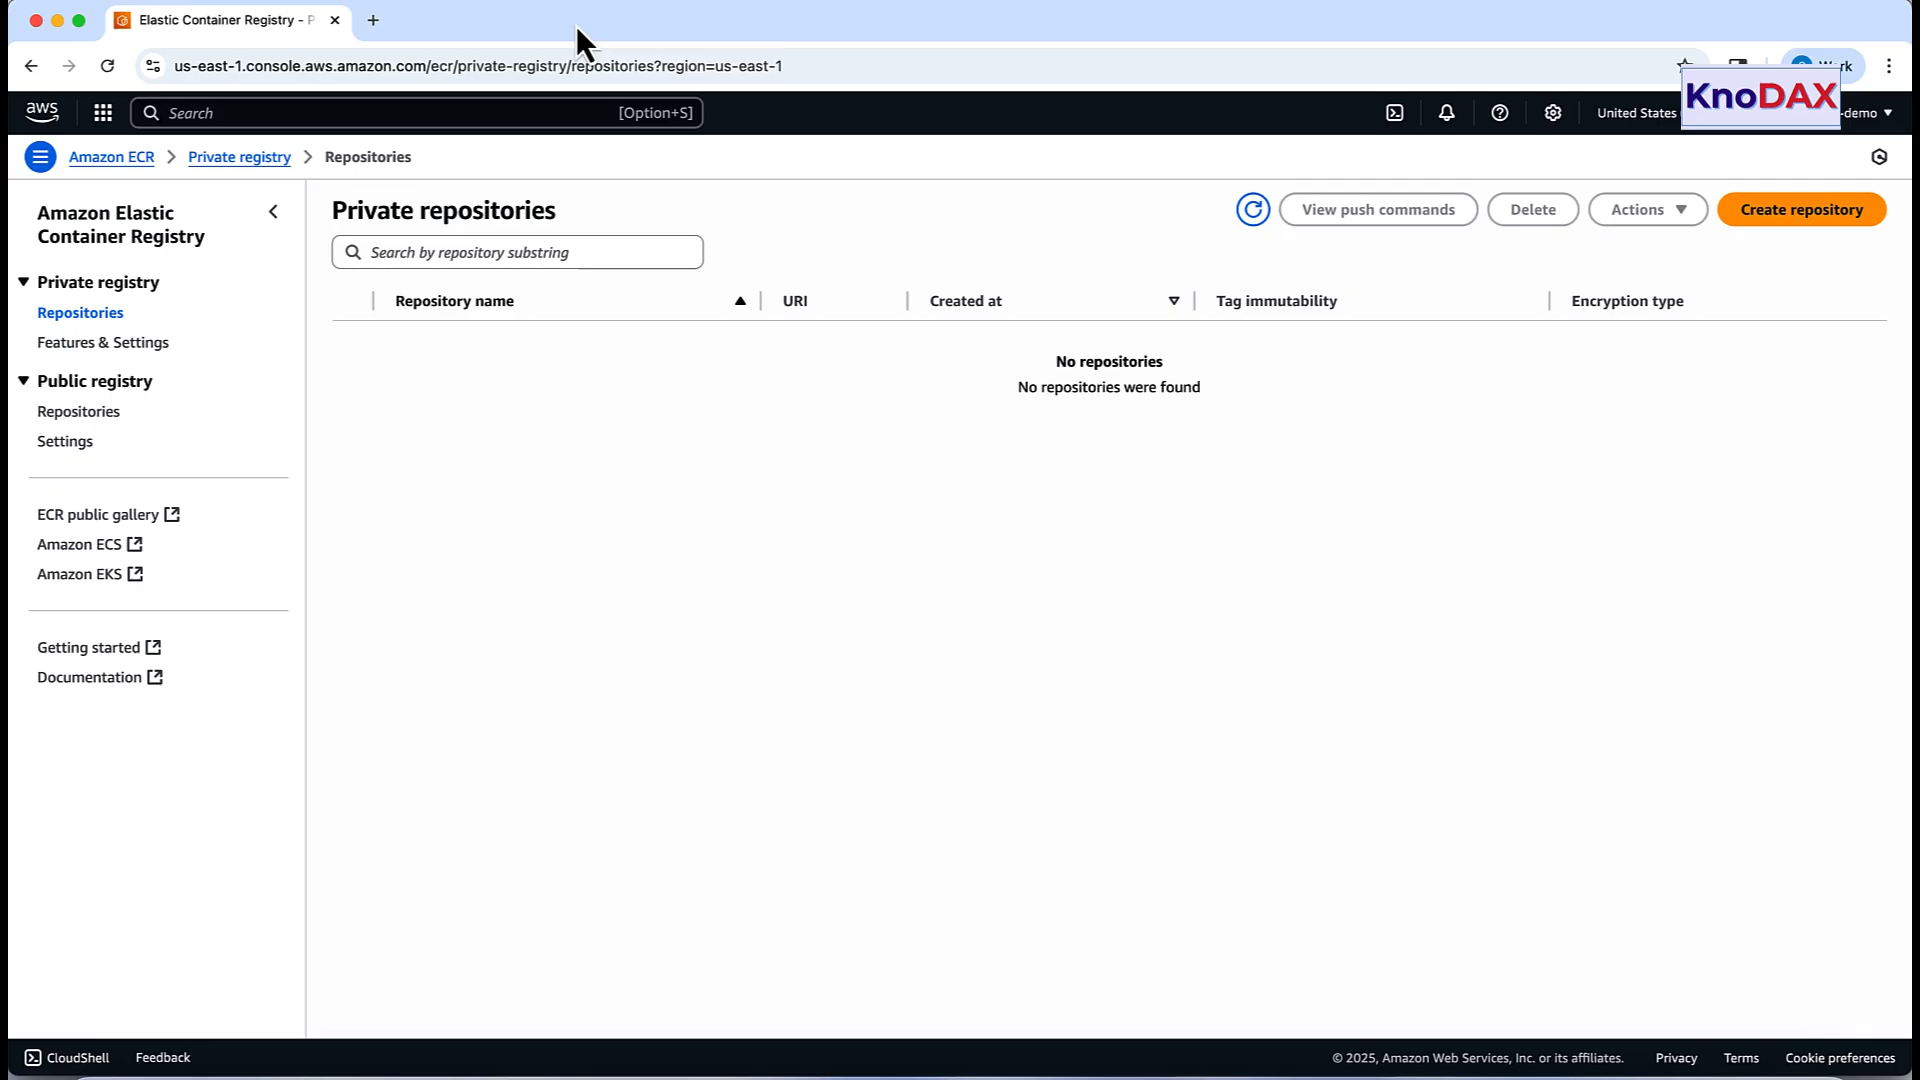 Elastic Container Registry - P
us-east-1.console.aws.amazon.com/ecr/private-registry/repositories?region=us-east-1
aws
Search
[Option+S]
United States
KnoDAX
-demo
Amazon ECR
Private registry
Repositories
Amazon Elastic
Container Registry
Private registry
Repositories
Features & Settings
Public registry
Repositories
Settings
ECR public gallery
Amazon ECS
Amazon EKS
Getting started
Documentation
Private repositories
View push commands
Delete
Actions
Create repository
Search by repository substring
Repository name
URI
Created at
Tag immutability
Encryption type
No repositories
No repositories were found
CloudShell
Feedback
© 2025, Amazon Web Services, Inc. or its affiliates.
Privacy
Terms
Cookie preferences